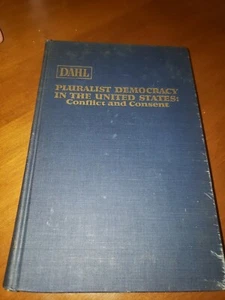 DAHL
PLURALIST DEMOCRACY
IN THE UNITED STATES:
Conflict and Consent